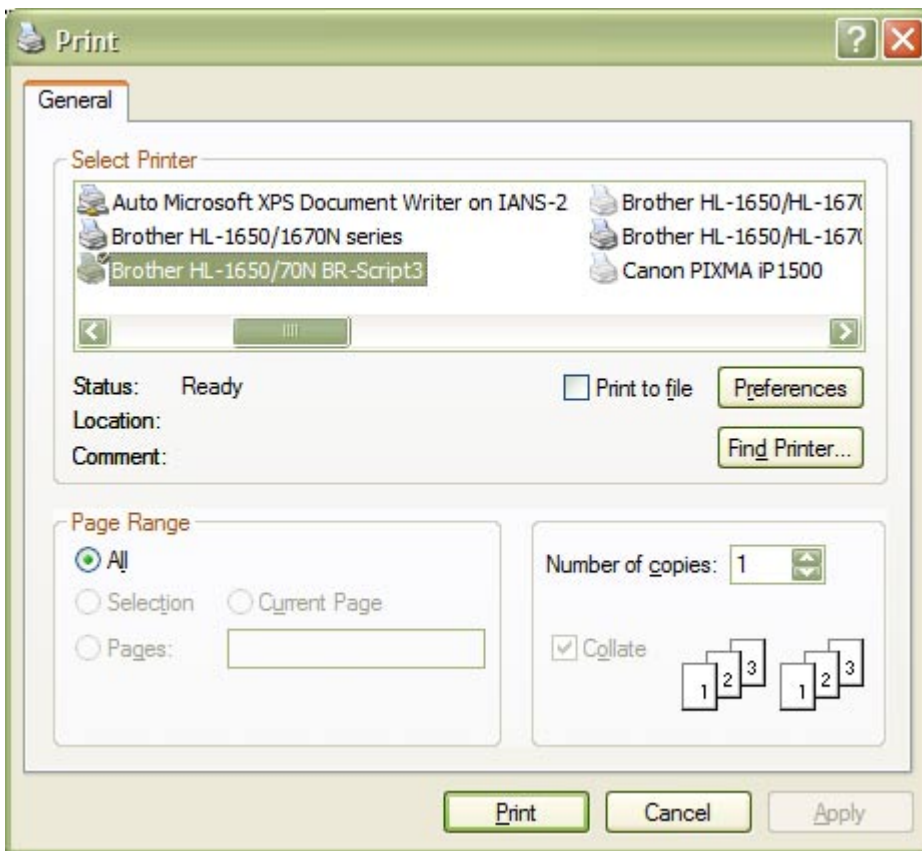 Print
General
Select Printer
Auto Microsoft XPS Document Writer on IANS-2
Brother HL-1650/HL-167
Brother HL-1650/1670N series
Brother HL-1650/HL-167
Brother HL-1650/70N BR-Script3
Canon PIXMA iP1500
Status: Ready
Print to file
Preferences
Location:
Comment:
Find Printer...
Page Range
All
Selection
Current Page
Pages:
Number of copies: 1
Collate
1 2 3 1 2 3
Print
Cancel
Apply